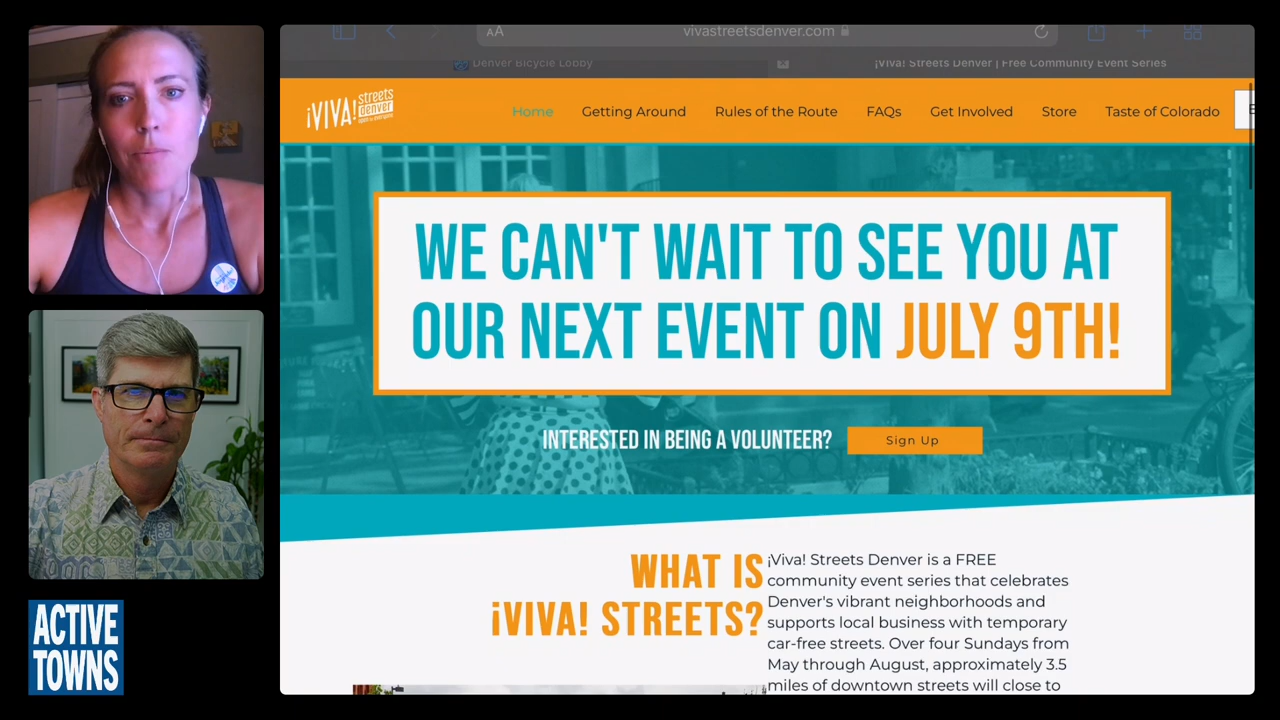 AA
vivastreetsdenver.com
Denver Bicycle Lobby
¡Viva! Streets Denver | Free Community Event Series
¡VIVA! streets denver
Home
Getting Around
Rules of the Route
FAQs
Get Involved
Store
Taste of Colorado
WE CAN'T WAIT TO SEE YOU AT
OUR NEXT EVENT ON JULY 9TH!
INTERESTED IN BEING A VOLUNTEER?
Sign Up
WHAT IS
¡VIVA! STREETS?
¡Viva! Streets Denver is a FREE
community event series that celebrates
Denver's vibrant neighborhoods and
supports local business with temporary
car-free streets. Over four Sundays from
May through August, approximately 3.5
miles of downtown streets will close to
ACTIVE
TOWNS